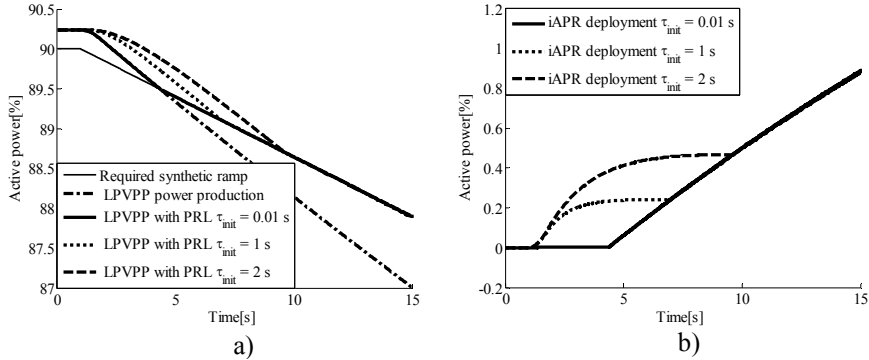 90.5
90
89.5
89
88.5
88
87.5
87
0
5
10
15
Active power[%]
Time[s]
Required synthetic ramp
LPVPP power production
LPVPP with PRL τinit = 0.01 s
LPVPP with PRL τinit = 1 s
LPVPP with PRL τinit = 2 s
a)
1.2
1
0.8
0.6
0.4
0.2
0
-0.2
0
5
10
15
Active power[%]
Time[s]
iAPR deployment τinit = 0.01 s
iAPR deployment τinit = 1 s
iAPR deployment τinit = 2 s
b)